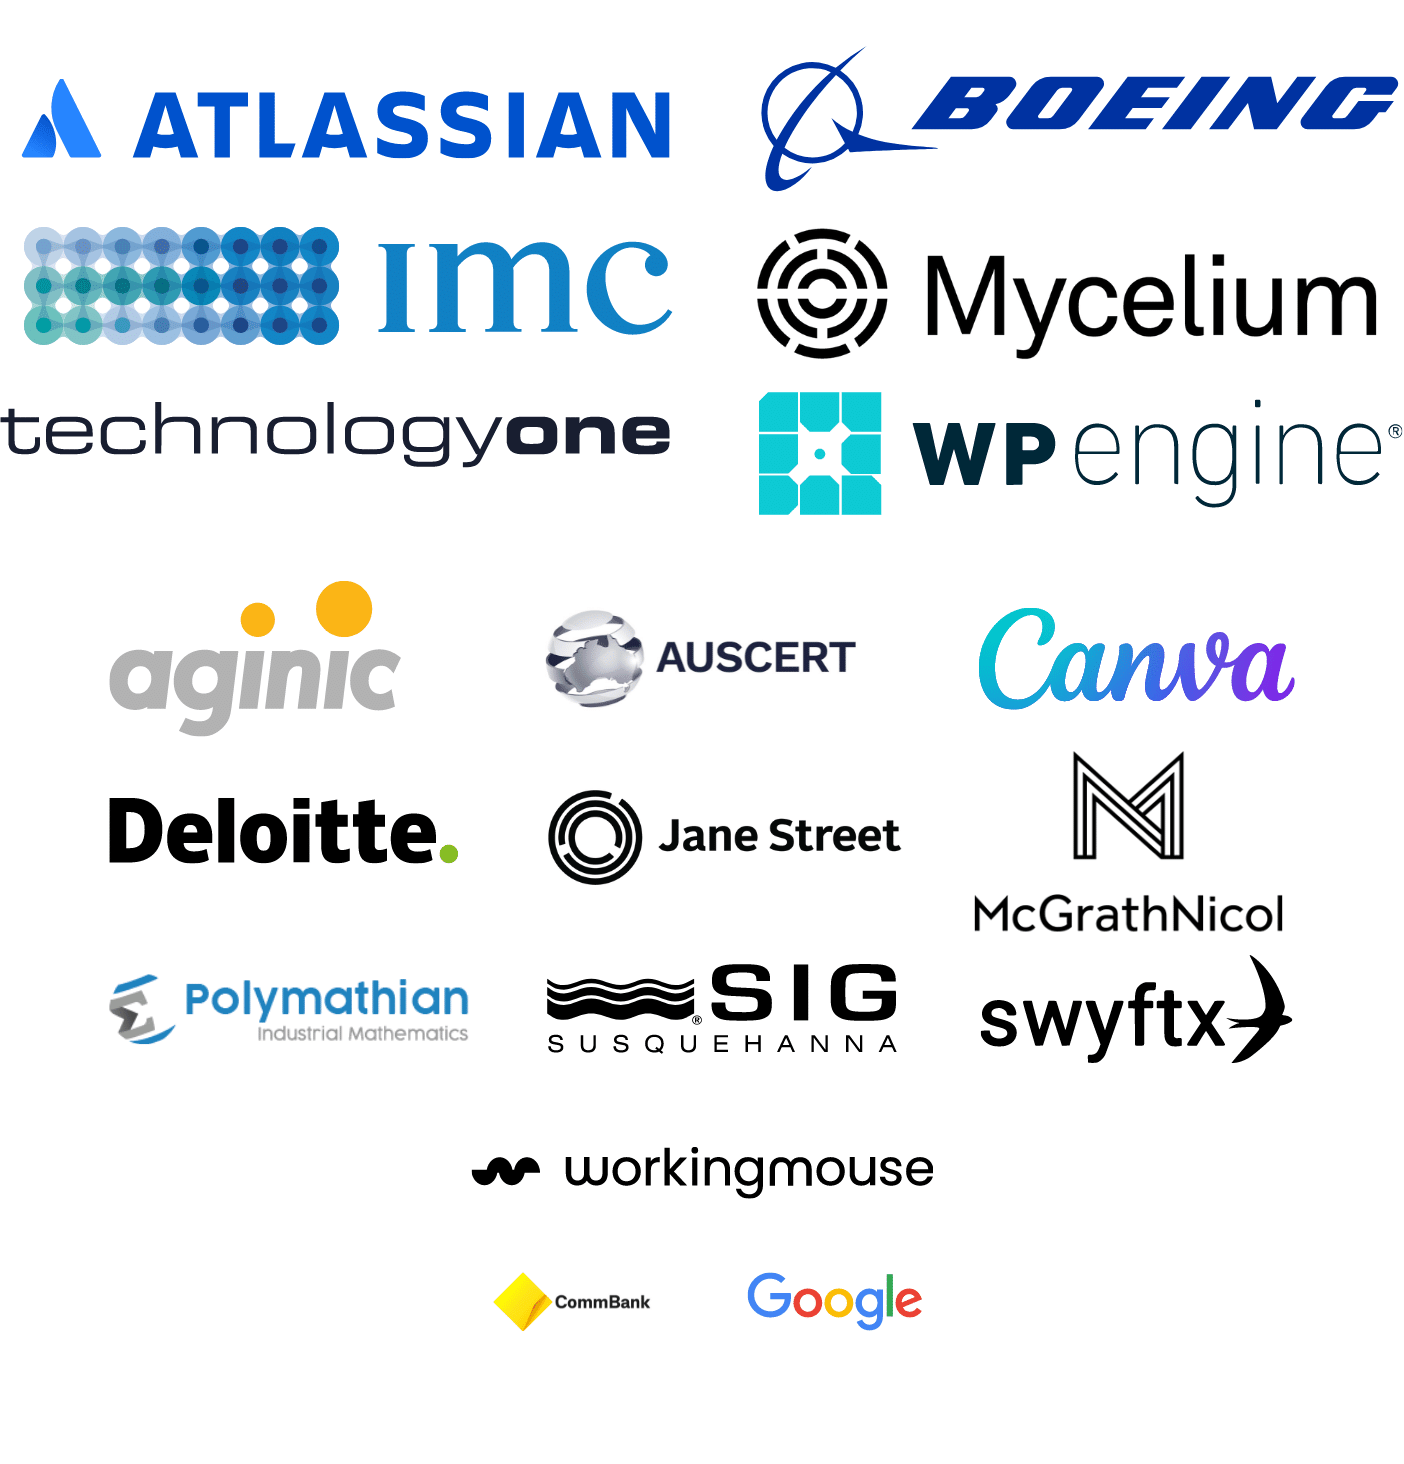 ATLASSIAN
BOEING
IMC
Mycelium
technologyone
WP engine®
aginic
AUSCERT
Canva
Deloitte.
Jane Street
McGrathNicol
Polymathian
Industrial Mathematics
SIG
®
SUSQUEHANNA
swyftx
workingmouse
CommBank
Google